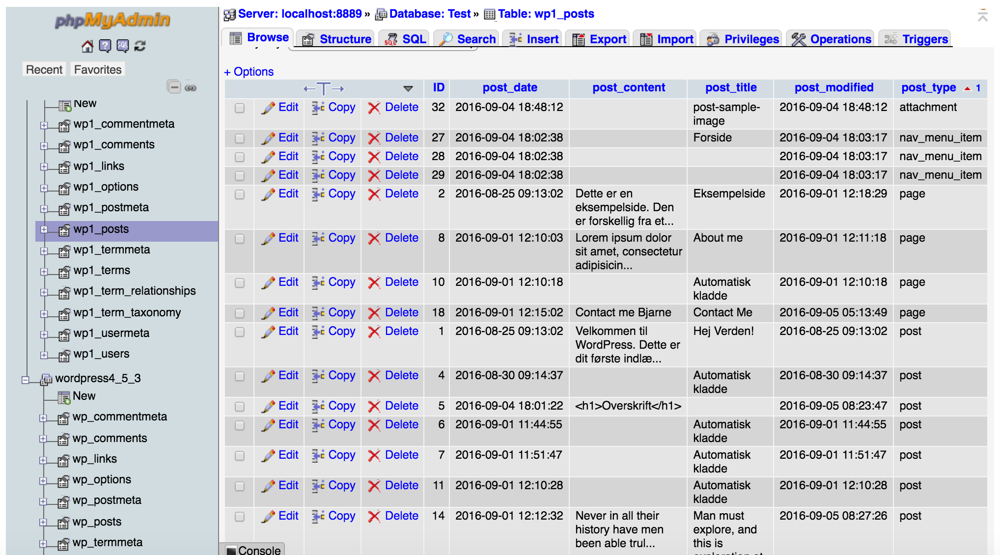 phpMyAdmin
Recent Favorites
New
wp1_commentmeta
wp1_comments
wp1_links
wp1_options
wp1_postmeta
wp1_posts
wp1_termmeta
wp1_terms
wp1_term_relationships
wp1_term_taxonomy
wp1_usermeta
wp1_users
wordpress4_5_3
New
wp_commentmeta
wp_comments
wp_links
wp_options
wp_postmeta
wp_posts
wp_termmeta
Server: localhost:8889 » Database: Test » Table: wp1_posts
Browse Structure SQL Search Insert Export Import Privileges Operations Triggers
+ Options
←T→ ID post_date post_content post_title post_modified post_type 1
Edit Copy Delete 32 2016-09-04 18:48:12 post-sample- 2016-09-04 18:48:12 attachment
image
Edit Copy Delete 27 2016-09-04 18:02:38 Forside 2016-09-04 18:03:17 nav_menu_item
Edit Copy Delete 28 2016-09-04 18:02:38 2016-09-04 18:03:17 nav_menu_item
Edit Copy Delete 29 2016-09-04 18:02:38 2016-09-04 18:03:17 nav_menu_item
Edit Copy Delete 2 2016-08-25 09:13:02 Dette er en Eksempelside 2016-09-01 12:18:29 page
eksempelside. Den
er forskellig fra et...
Edit Copy Delete 8 2016-09-01 12:10:03 Lorem ipsum dolor About me 2016-09-01 12:11:18 page
sit amet, consectetur
adipisicin...
Edit Copy Delete 10 2016-09-01 12:10:18 Automatisk 2016-09-01 12:10:18 page
kladde
Edit Copy Delete 18 2016-09-01 12:15:02 Contact me Bjarne Contact Me 2016-09-05 05:13:49 page
Edit Copy Delete 1 2016-08-25 09:13:02 Velkommen til Hej Verden! 2016-08-25 09:13:02 post
WordPress. Dette er
dit første indlæ...
Edit Copy Delete 4 2016-08-30 09:14:37 Automatisk 2016-08-30 09:14:37 post
kladde
Edit Copy Delete 5 2016-09-04 18:01:22 <h1>Overskrift</h1> 2016-09-05 08:23:47 post
Edit Copy Delete 6 2016-09-01 11:44:55 Automatisk 2016-09-01 11:44:55 post
kladde
Edit Copy Delete 7 2016-09-01 11:51:47 Automatisk 2016-09-01 11:51:47 post
kladde
Edit Copy Delete 11 2016-09-01 12:10:28 Automatisk 2016-09-01 12:10:28 post
kladde
Edit Copy Delete 14 2016-09-01 12:12:32 Never in all their Man must 2016-09-05 08:27:26 post
history have men explore, and
been able trul... this is
Console